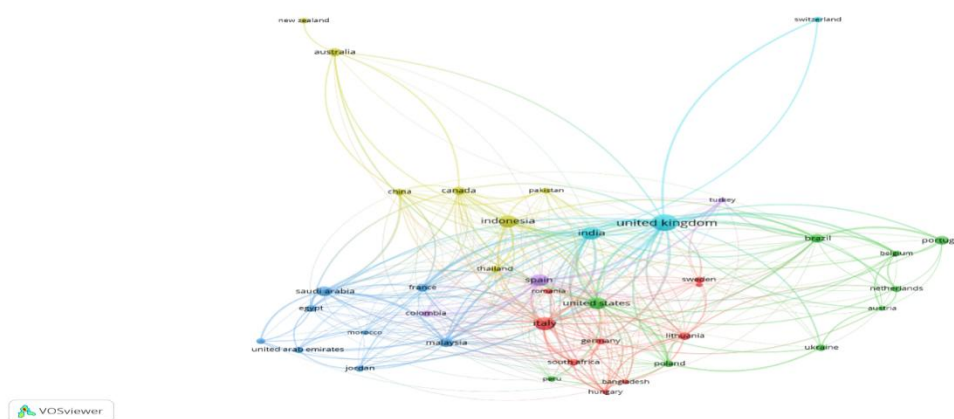 new zealand
switzerland
australia
china
canada
pakistan
turkey
indonesia
united kingdom
india
brazil
portug
belgium
thailand
spain
sweden
saudi arabia
france
romania
netherlands
egypt
colombia
united states
austria
italy
morocco
malaysia
germany
lithuania
united arab emirates
ukraine
jordan
south africa
poland
peru
bangladesh
hungary
VOSviewer